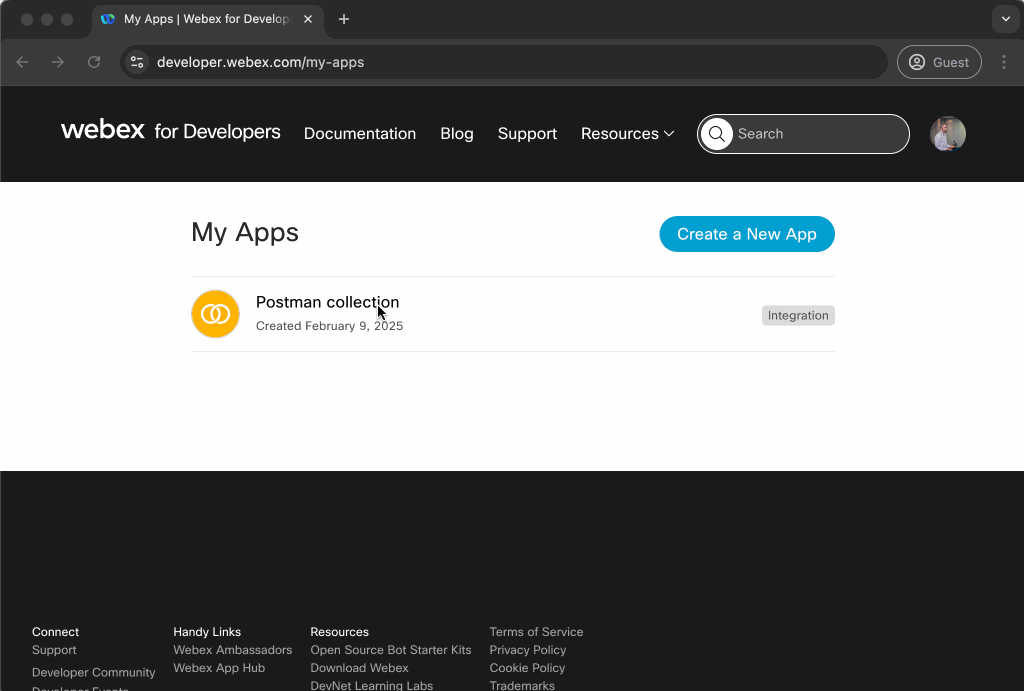 My Apps | Webex for Develop
developer.webex.com/my-apps
Guest
webex for Developers
Documentation
Blog
Support
Resources
Search
My Apps
Create a New App
Postman collection
Created February 9, 2025
Integration
Connect
Support
Developer Community
Developer Events
Handy Links
Webex Ambassadors
Webex App Hub
Resources
Open Source Bot Starter Kits
Download Webex
DevNet Learning Labs
Terms of Service
Privacy Policy
Cookie Policy
Trademarks